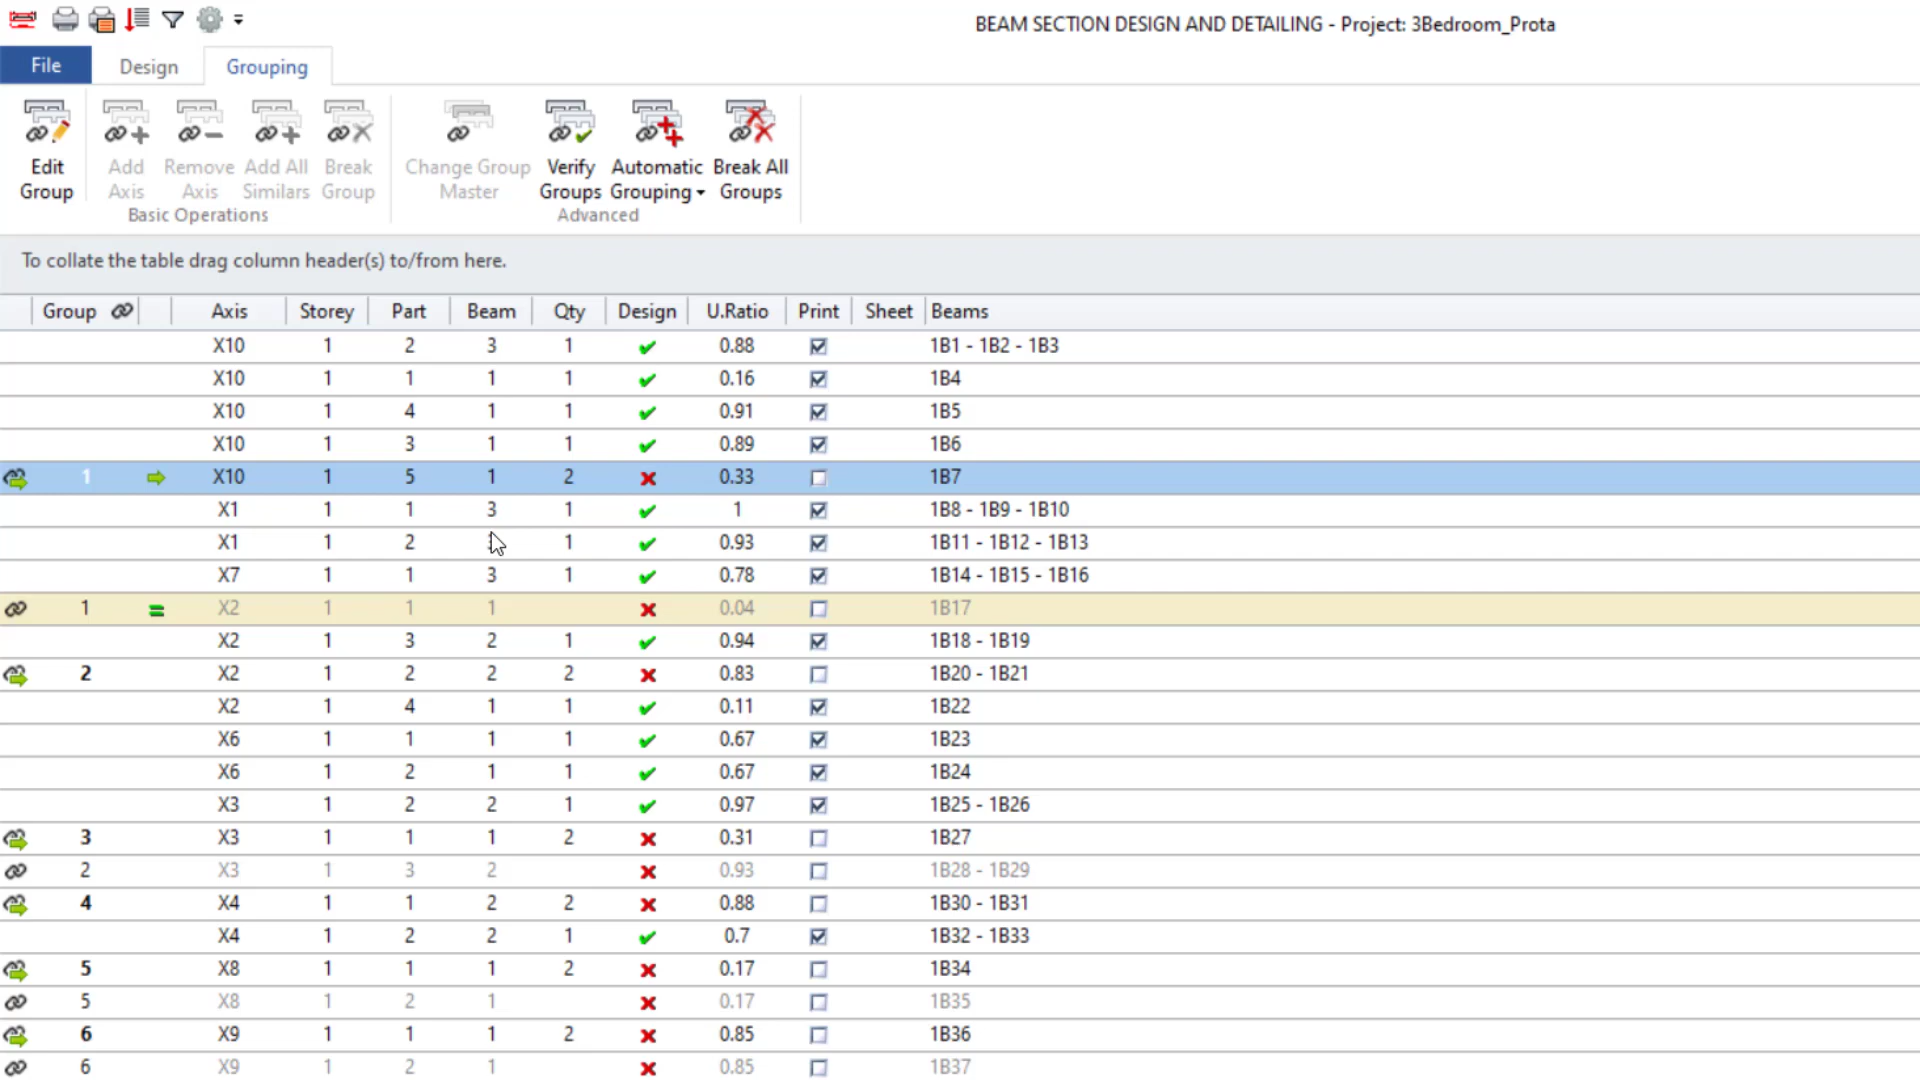 BEAM SECTION DESIGN AND DETAILING - Project: 3Bedroom_Prota
File Design Grouping
Edit Group
Add Axis
Remove Axis
Add All Similars
Break Group
Change Group Master
Verify Groups
Automatic Grouping
Break All Groups
Basic Operations
Advanced
To collate the table drag column header(s) to/from here.
Group Axis Storey Part Beam Qty Design U.Ratio Print Sheet Beams
X10 1 2 3 1 0.88 1B1 - 1B2 - 1B3
X10 1 1 1 1 0.16 1B4
X10 1 4 1 1 0.91 1B5
X10 1 3 1 1 0.89 1B6
1 X10 1 5 1 2 0.33 1B7
X1 1 1 3 1 1 1B8 - 1B9 - 1B10
X1 1 2 1 0.93 1B11 - 1B12 - 1B13
X7 1 1 3 1 0.78 1B14 - 1B15 - 1B16
1 X2 1 1 1 0.04 1B17
X2 1 3 2 1 0.94 1B18 - 1B19
2 X2 1 2 2 2 0.83 1B20 - 1B21
X2 1 4 1 1 0.11 1B22
X6 1 1 1 1 0.67 1B23
X6 1 2 1 1 0.67 1B24
X3 1 2 2 1 0.97 1B25 - 1B26
3 X3 1 1 1 2 0.31 1B27
2 X3 1 3 2 0.93 1B28 - 1B29
4 X4 1 1 2 2 0.88 1B30 - 1B31
X4 1 2 2 1 0.7 1B32 - 1B33
5 X8 1 1 1 2 0.17 1B34
5 X8 1 2 1 0.17 1B35
6 X9 1 1 1 2 0.85 1B36
6 X9 1 2 1 0.85 1B37